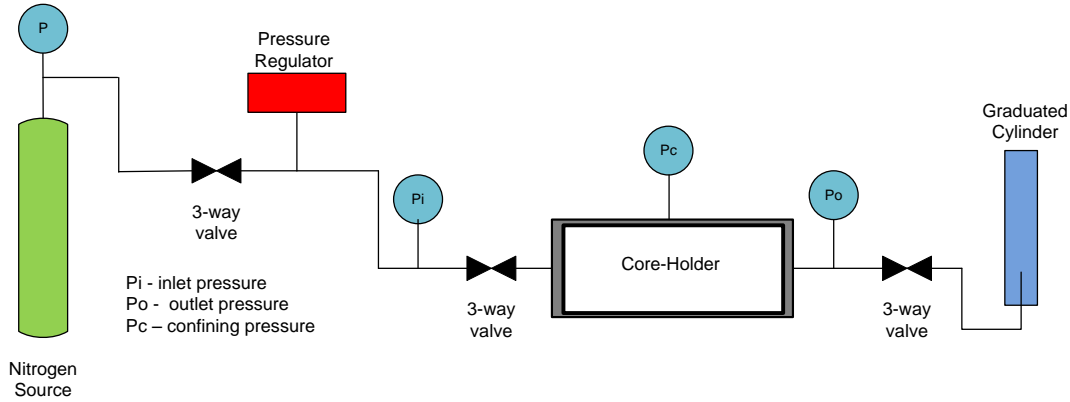 P
Pressure
Regulator
Graduated
Cylinder
Pc
Pi
Po
3-way
valve
Core-Holder
Pi - inlet pressure
Po - outlet pressure
Pc – confining pressure
3-way
valve
3-way
valve
Nitrogen
Source